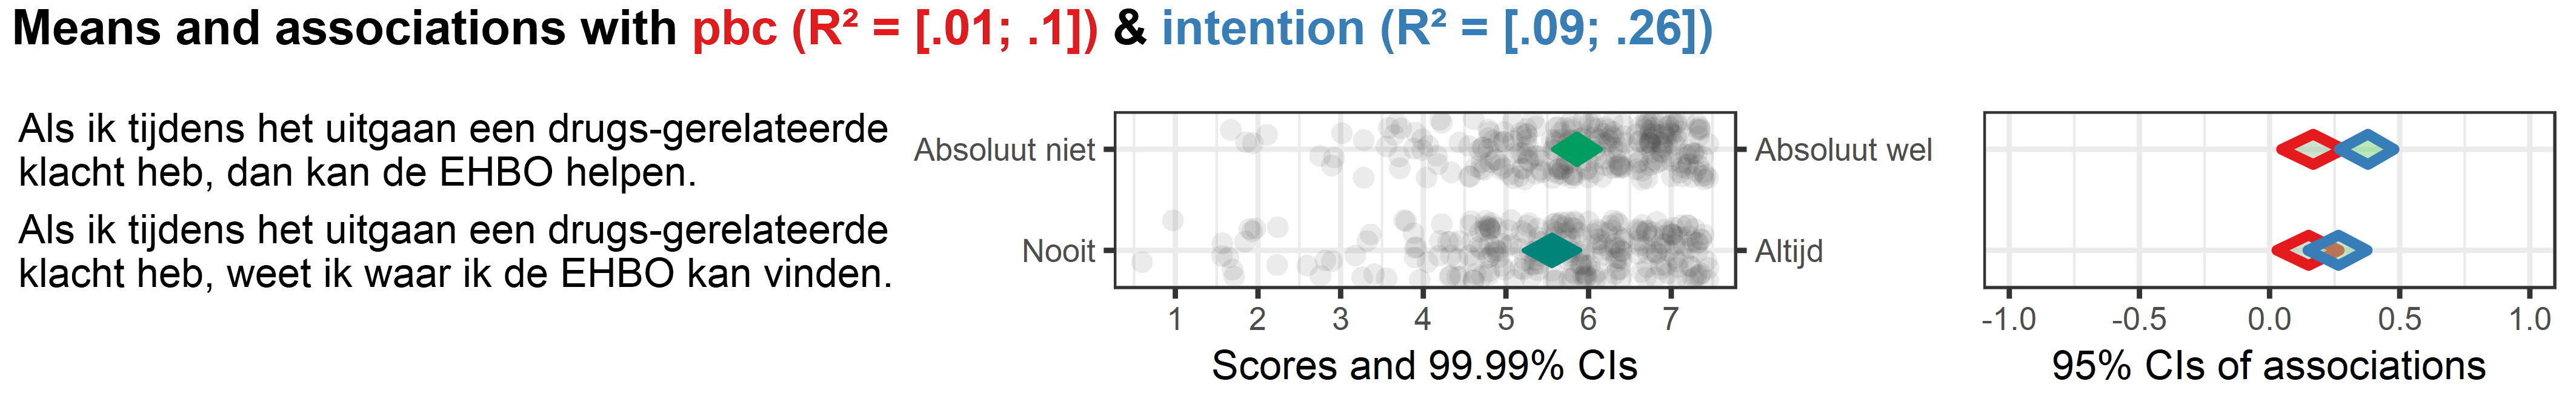 Means and associations with pbc (R² = [.01; .1]) & intention (R² = [.09; .26])
Als ik tijdens het uitgaan een drugs-gerelateerde
klacht heb, dan kan de EHBO helpen.
Absoluut niet
Absoluut wel
Als ik tijdens het uitgaan een drugs-gerelateerde
klacht heb, weet ik waar ik de EHBO kan vinden.
Nooit
Altijd
1 2 3 4 5 6 7
Scores and 99.99% CIs
-1.0 -0.5 0.0 0.5 1.0
95% CIs of associations